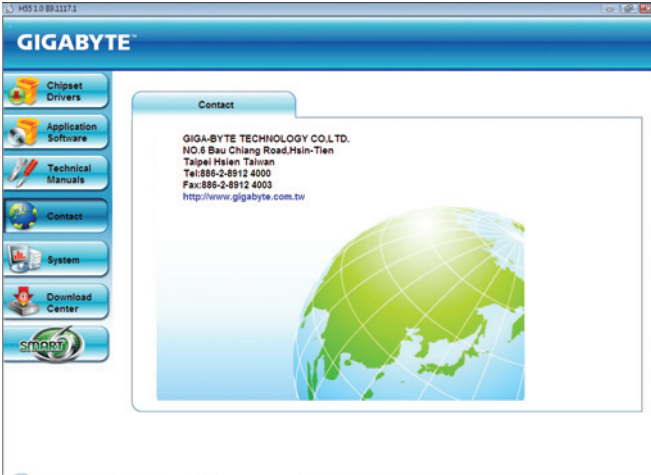 H55 1.0 B9.1117.1
GIGABYTE™
Chipset
Drivers
Application
Software
Technical
Manuals
Contact
System
Download
Center
SMART
Contact
GIGA-BYTE TECHNOLOGY CO.LTD.
NO.6 Bau Chiang Road,Hsin-Tien
Taipei Hsien Taiwan
Tel:886-2-8912 4000
Fax:886-2-8912 4003
http://www.gigabyte.com.tw